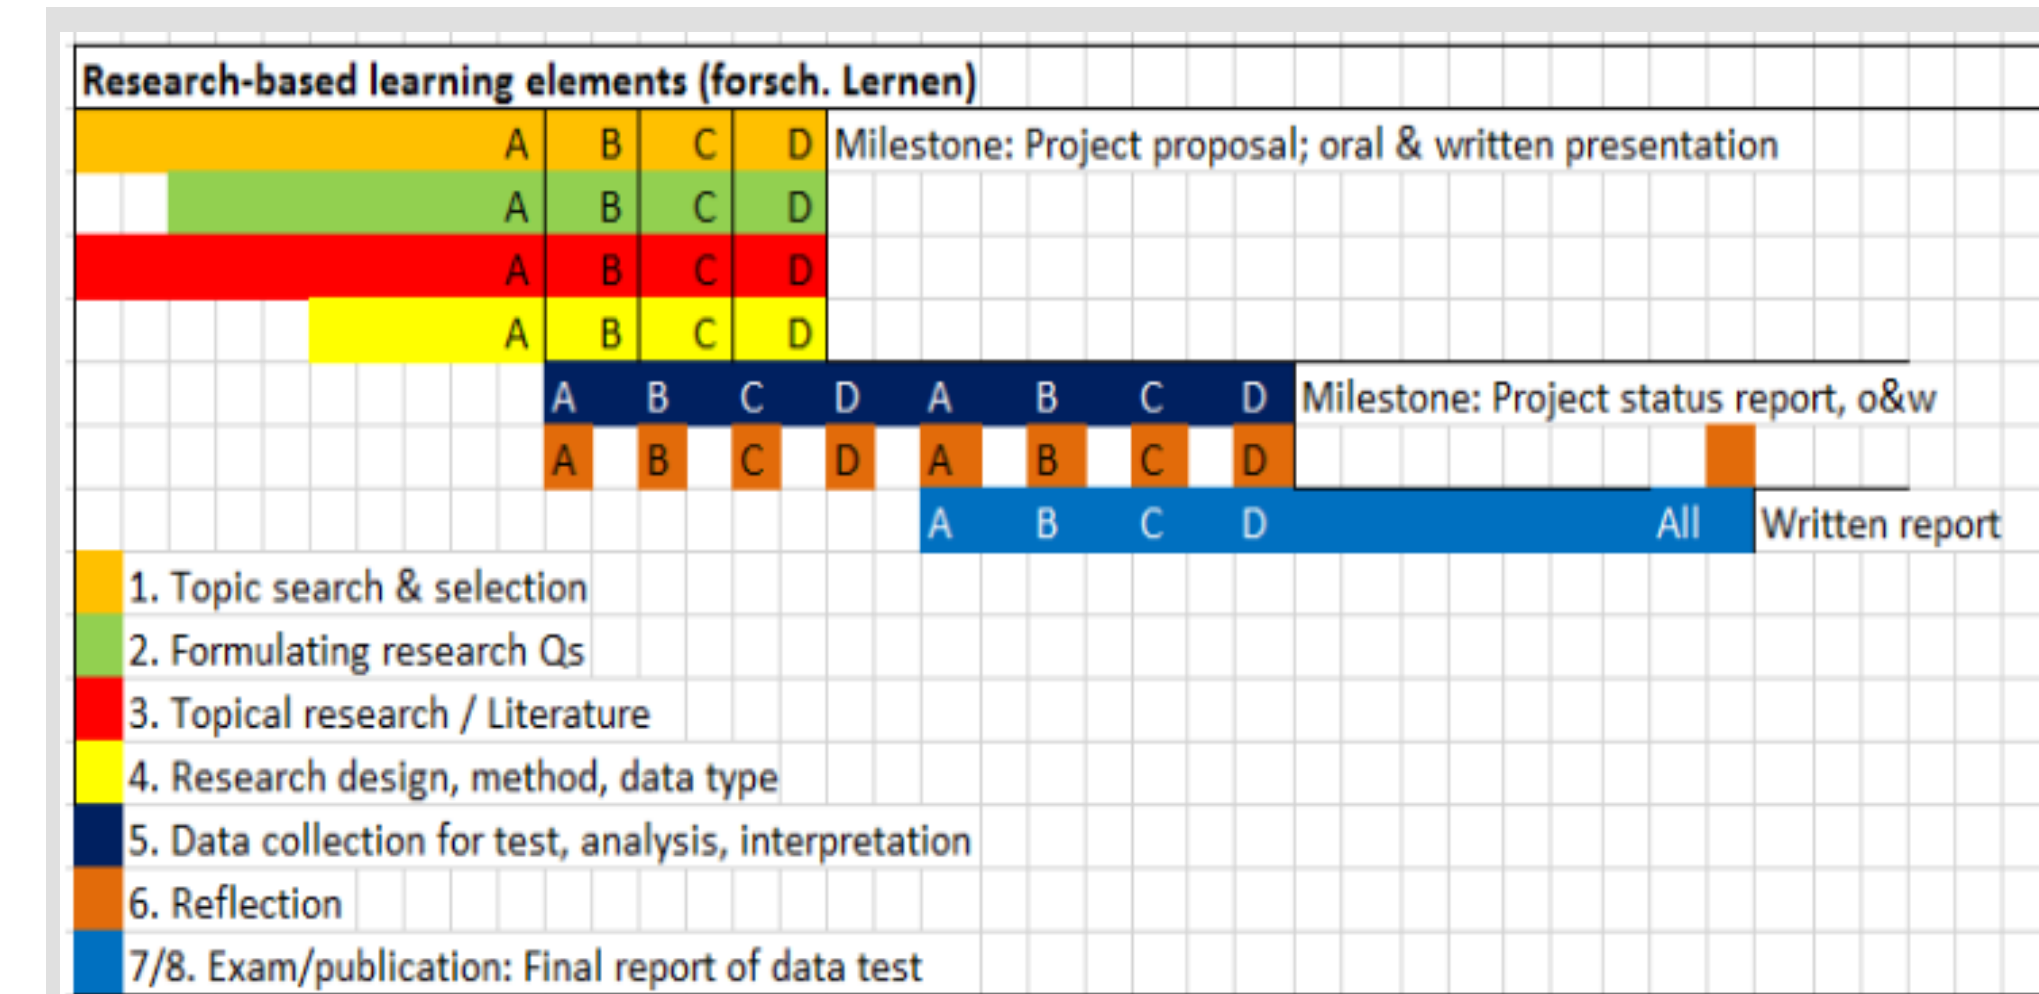 Research-based learning elements (forsch. Lernen)
A B C D Milestone: Project proposal; oral & written presentation
A B C D
A B C D
A B C D
A B C D A B C D Milestone: Project status report, o&w
A B C D A B C D
A B C D All Written report
1. Topic search & selection
2. Formulating research Qs
3. Topical research / Literature
4. Research design, method, data type
5. Data collection for test, analysis, interpretation
6. Reflection
7/8. Exam/publication: Final report of data test